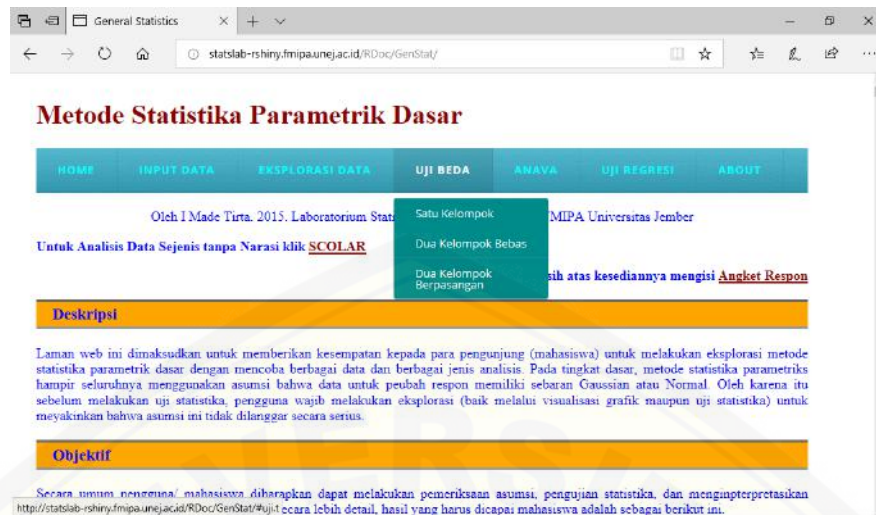 General Statistics
statslab-rshiny.fmipa.unej.ac.id/RDoc/GenStat/
Metode Statistika Parametrik Dasar
HOME INPUT DATA EKSPLORASI DATA UJI BEDA ANAVA UJI REGRESI ABOUT
Oleh I Made Tirta. 2015. Laboratorium Stat MIPA Universitas Jember
Satu Kelompok
Dua Kelompok Bebas
Dua Kelompok
Berpasangan
Untuk Analisis Data Sejenis tanpa Narasi klik SCOLAR
sih atas kesediannya mengisi Angket Respon
Deskripsi
Laman web ini dimaksudkan untuk memberikan kesempatan kepada para pengunjung (mahasiswa) untuk melakukan eksplorasi metode
statistika parametrik dasar dengan mencoba berbagai data dan berbagai jenis analisis. Pada tingkat dasar, metode statistika parametriks
hampir seluruhnya menggunakan asumsi bahwa data untuk peubah respon memiliki sebaran Gaussian atau Normal. Oleh karena itu
sebelum melakukan uji statistika, pengguna wajib melakukan eksplorasi (baik melalui visualisasi grafik maupun uji statistika) untuk
meyakinkan bahwa asumsi ini tidak dilanggar secara serius.
Objektif
Secara umum pengguna/ mahasiswa diharapkan dapat melakukan pemeriksaan asumsi, pengujian statistika, dan menginpterpretasikan
http://statslab-rshiny.fmipa.unej.ac.id/RDoc/GenStat/#uji.t ecara lebih detail, hasil yang harus dicapai mahasiswa adalah sebagai berikut ini.